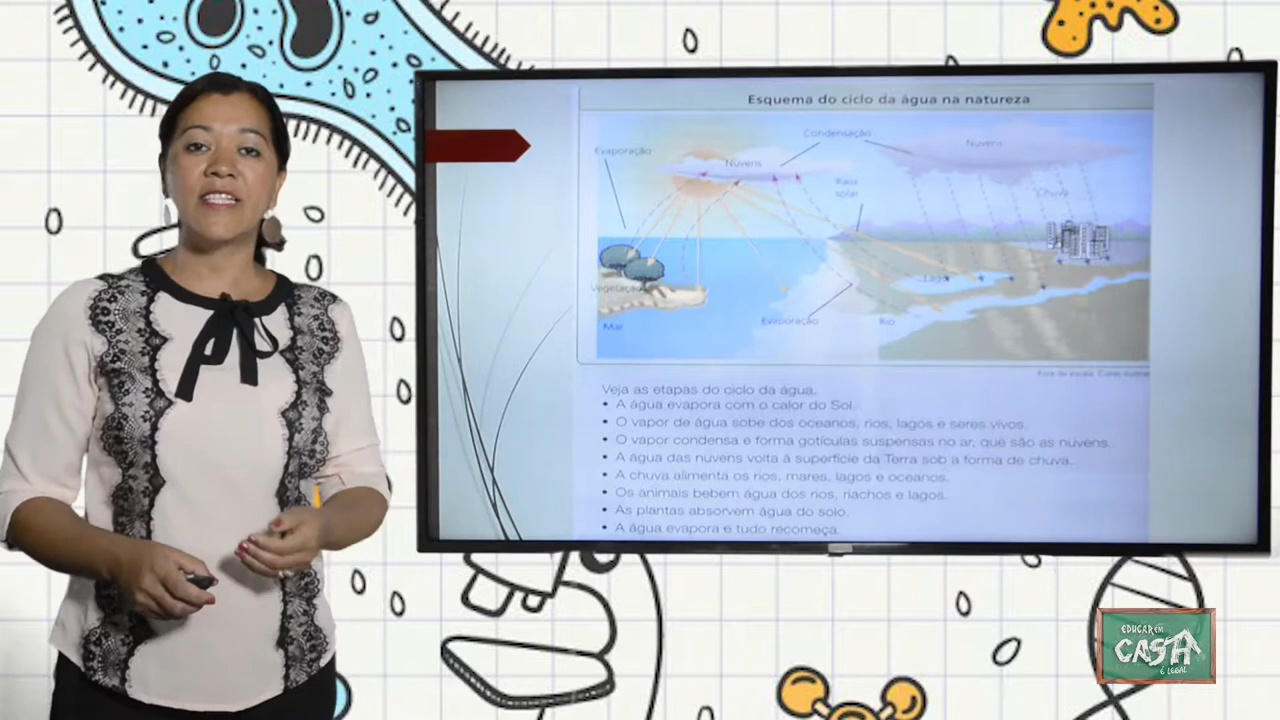 Esquema do ciclo da água na natureza
Condensação
Evaporação
Nuvens
Nuvens
Raio
solar
Chuva
Lago
Vegetação
Mar
Evaporação
Rio
Fora de escala. Cores
Veja as etapas do ciclo da água.
• A água evapora com o calor do Sol.
• O vapor de água sobe dos oceanos, rios, lagos e seres vivos.
• O vapor condensa e forma gotículas suspensas no ar, que são as nuvens.
• A água das nuvens volta à superfície da Terra sob a forma de chuva.
• A chuva alimenta os rios, mares, lagos e oceanos.
• Os animais bebem água dos rios, riachos e lagos.
• As plantas absorvem água do solo.
• A água evapora e tudo recomeça.
EDUCAR EM
CASA
É LEGAL